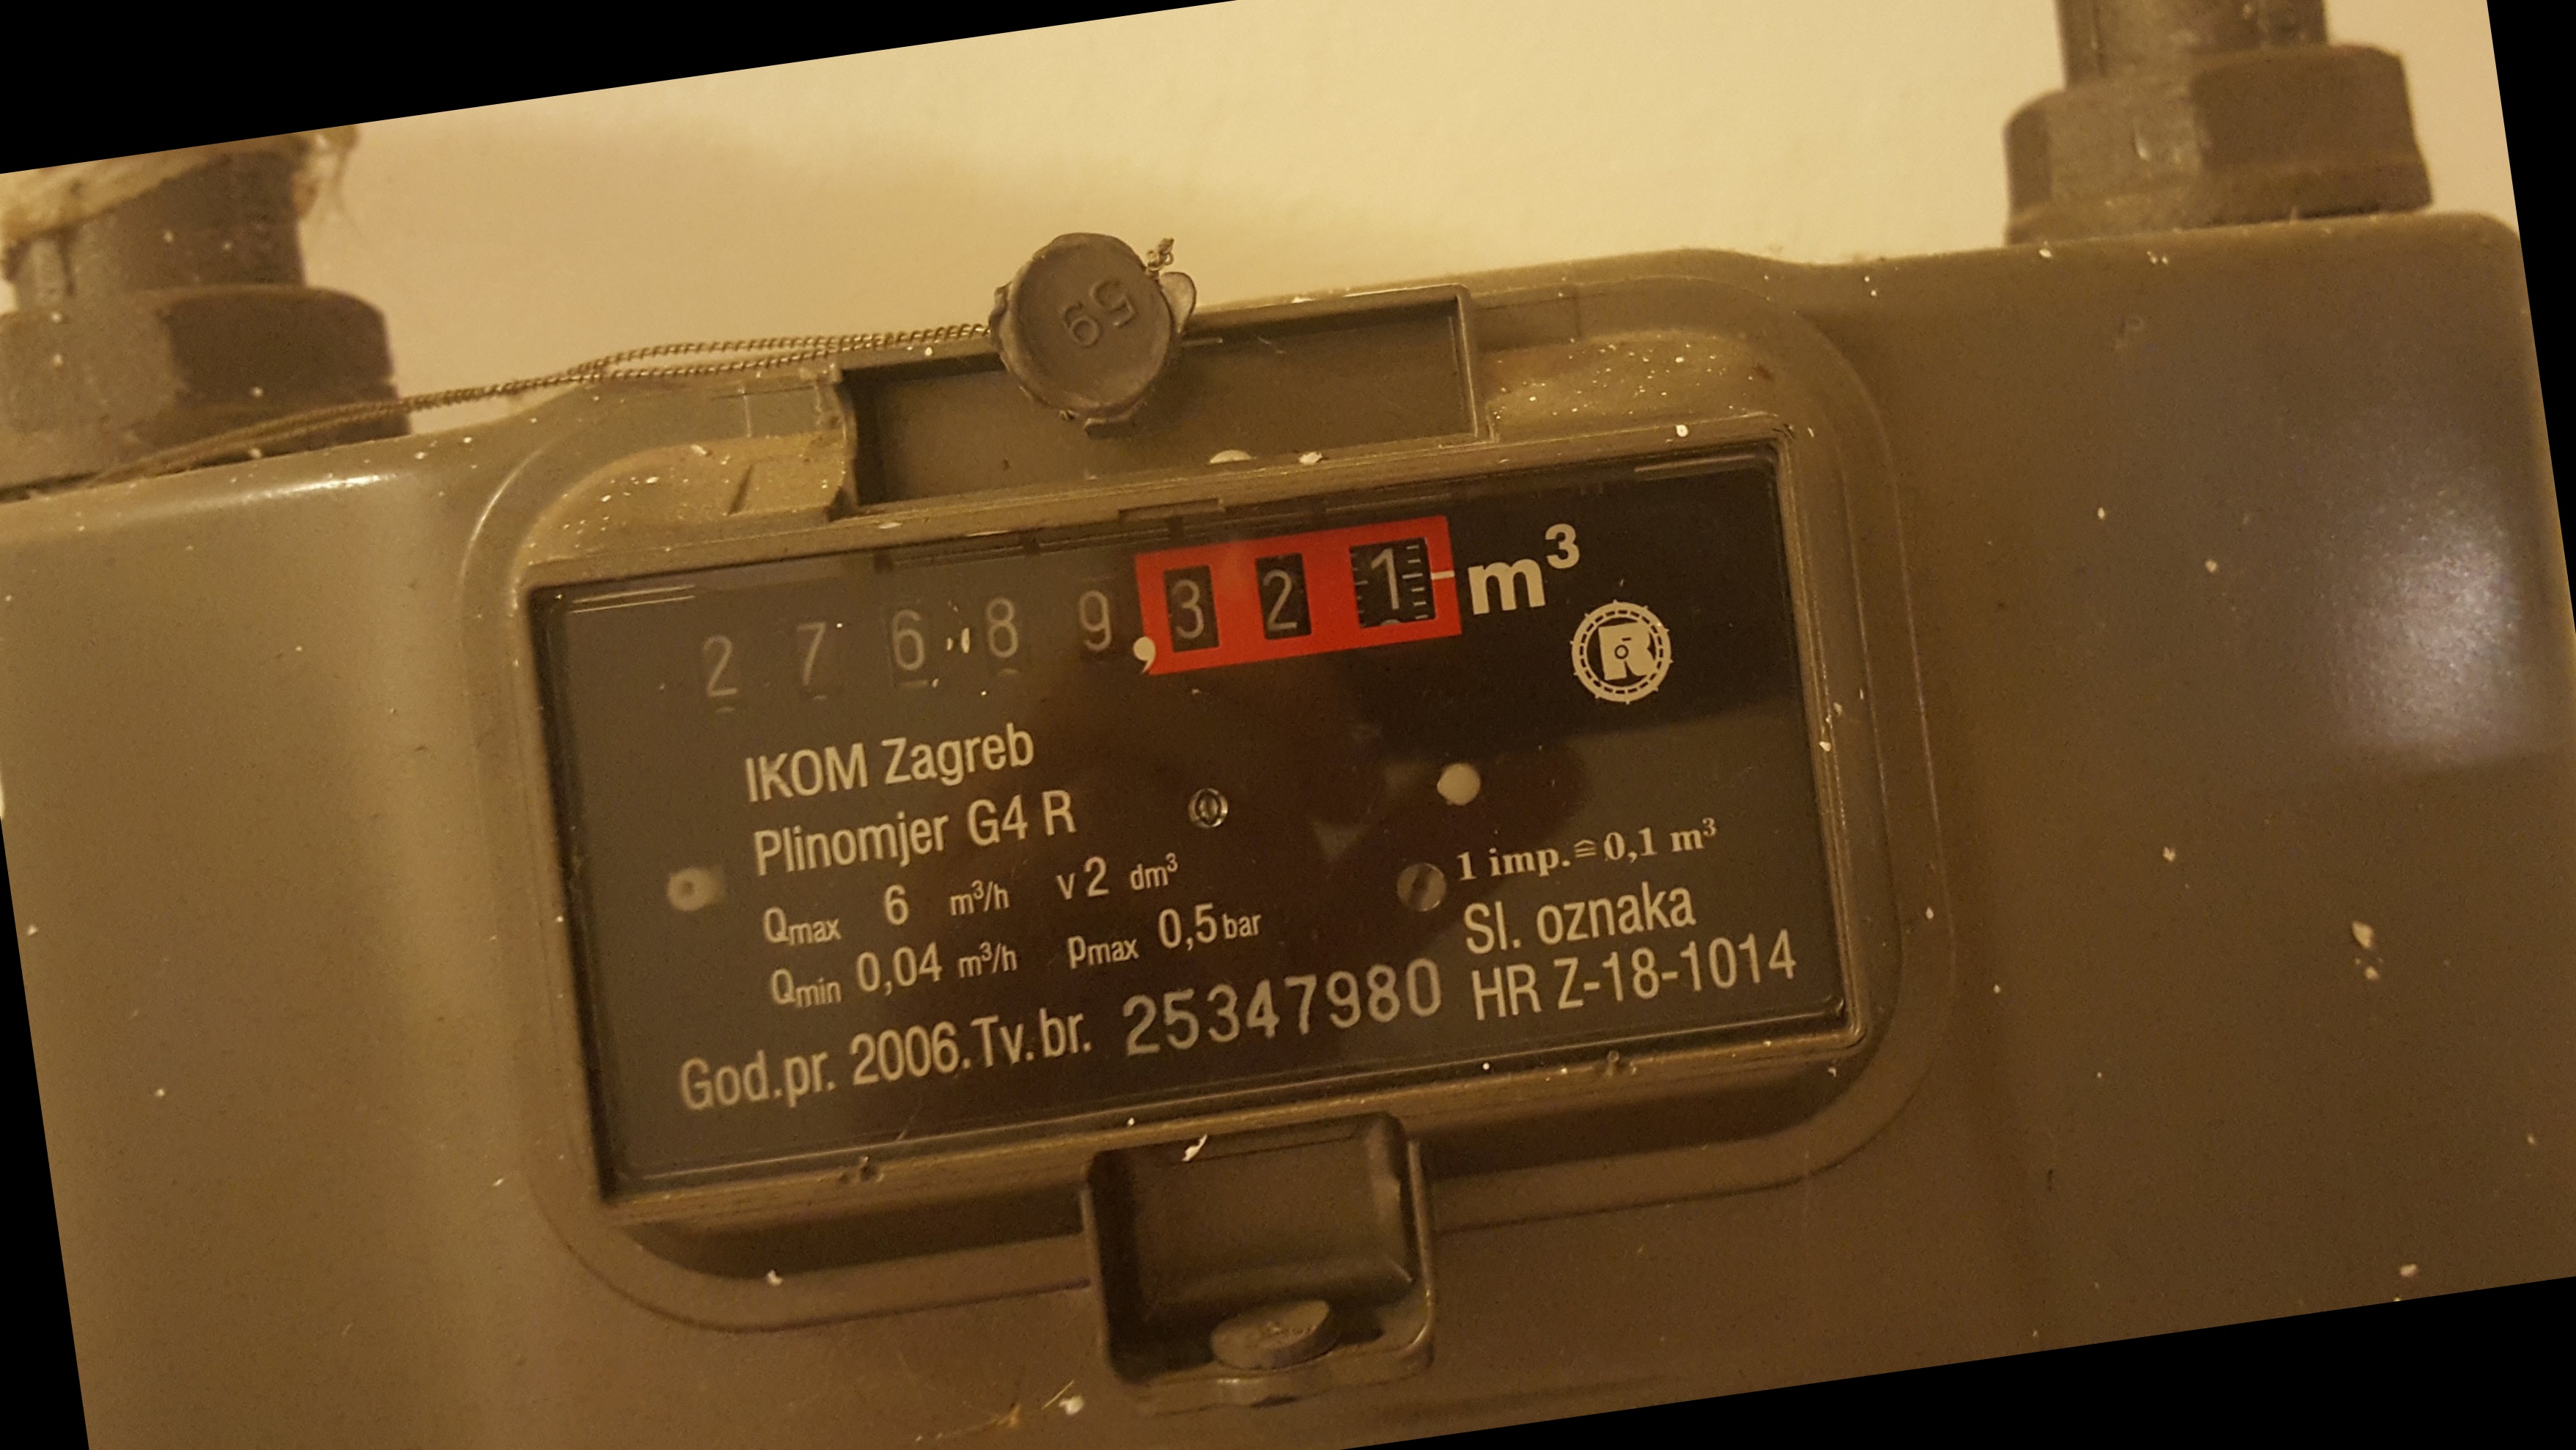 59
27689,321 m³
R
IKOM Zagreb
Plinomjer G4 R
Qmax 6 m³/h v 2 dm³
Qmin 0,04 m³/h pmax 0,5 bar
1 imp.≙0,1 m³
Sl. oznaka
HR Z-18-1014
God.pr. 2006.Tv.br. 25347980